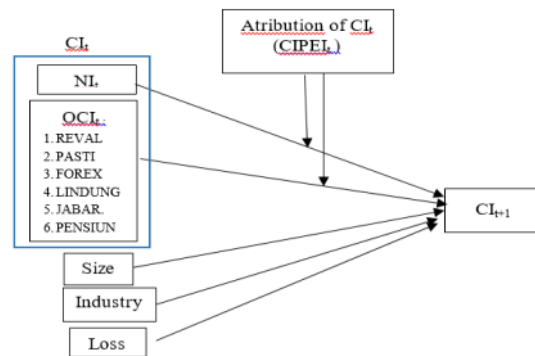 Atribution of CIt
(CIPEIt )
CIt
NIt
OCIt :
1. REVAL
2. PASTI
3. FOREX
4. LINDUNG
5. JABAR.
6. PENSIUN
CIt+1
Size
Industry
Loss